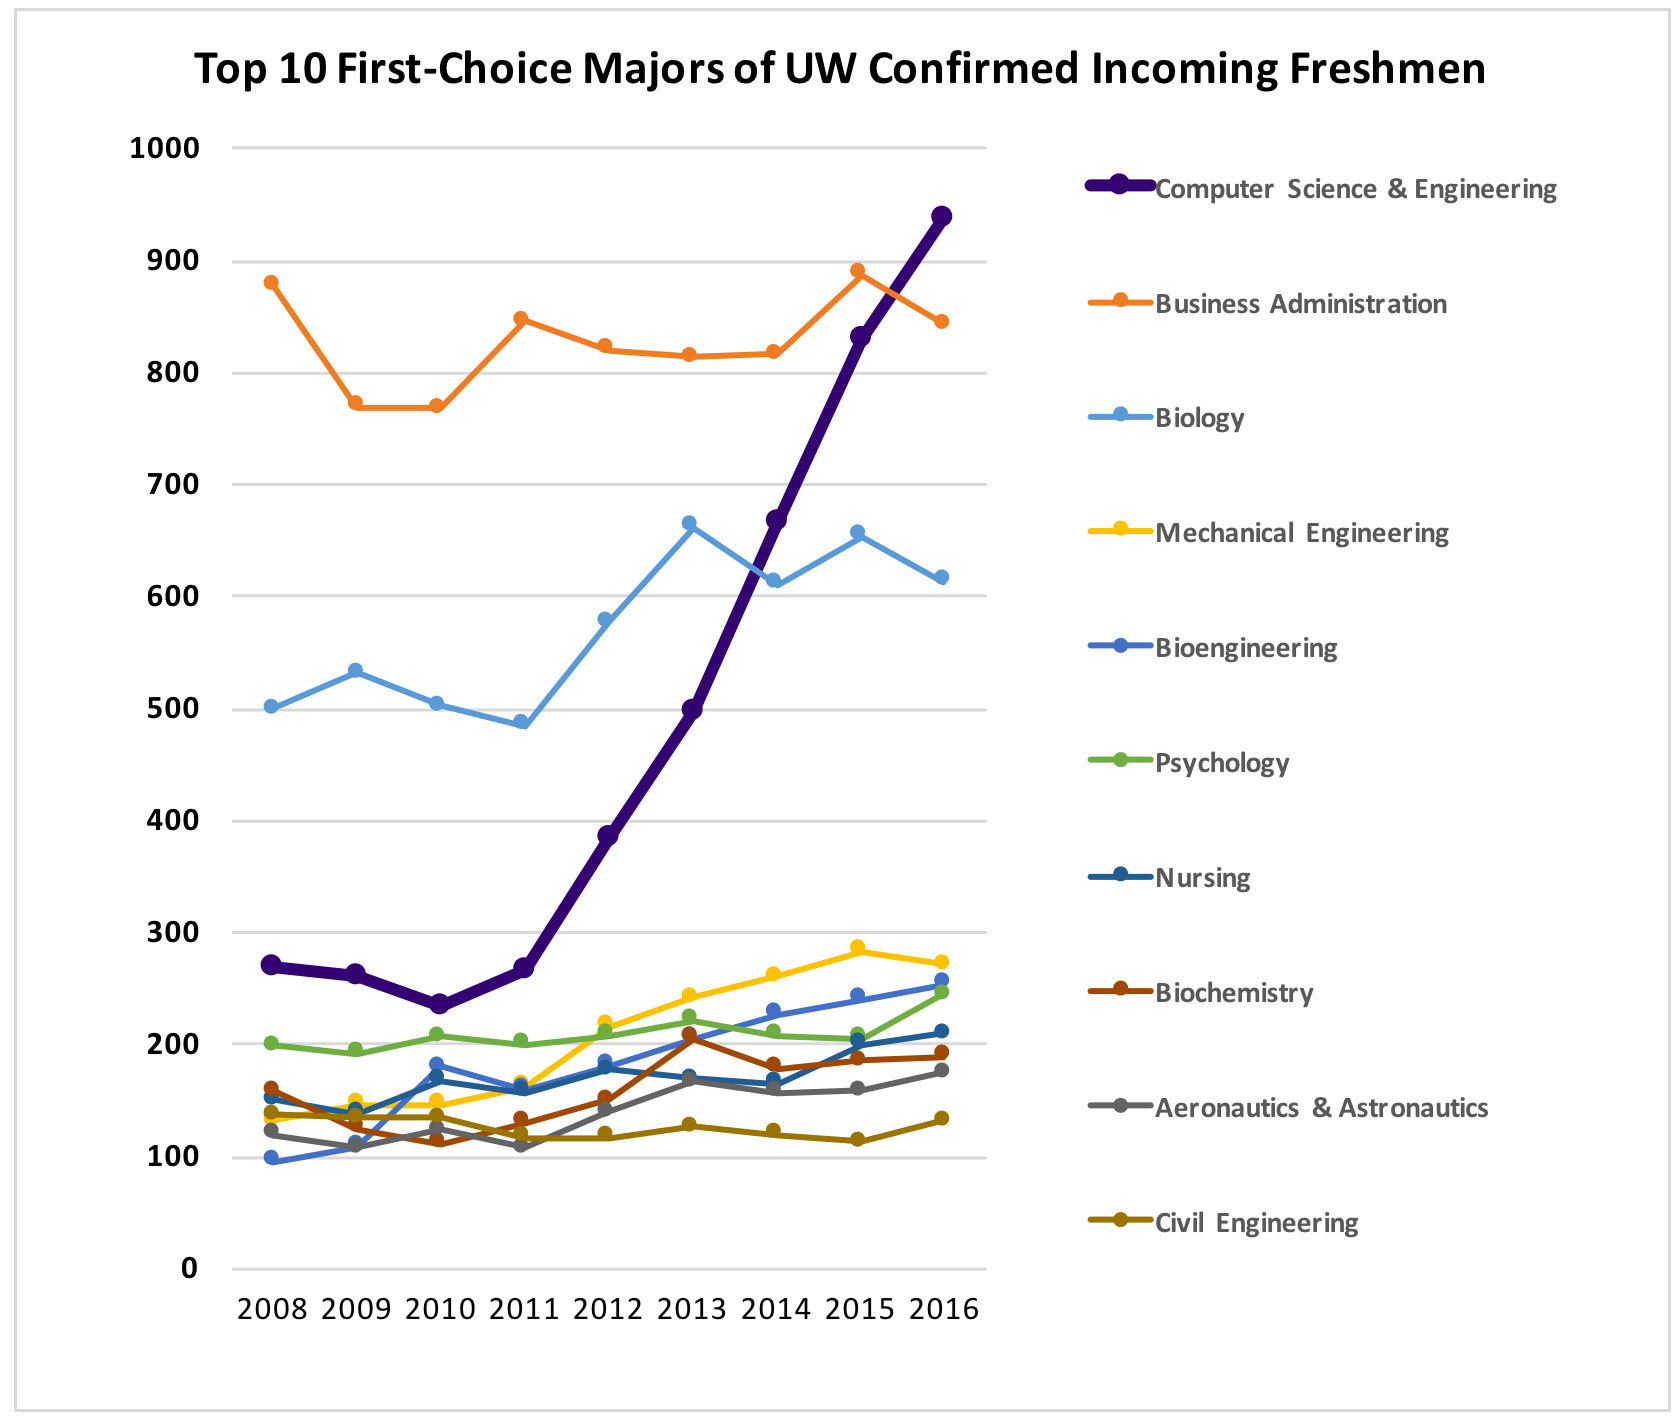 Top 10 First-Choice Majors of UW Confirmed Incoming Freshmen
1000
900
800
700
600
500
400
300
200
100
0
2008 2009 2010 2011 2012 2013 2014 2015 2016
Computer Science & Engineering
Business Administration
Biology
Mechanical Engineering
Bioengineering
Psychology
Nursing
Biochemistry
Aeronautics & Astronautics
Civil Engineering